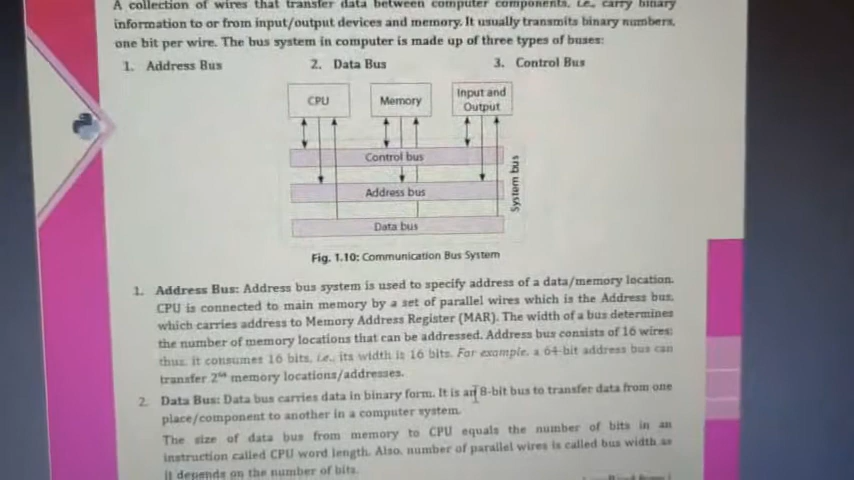 A collection of wires that transfer data between computer components, i.e., carry binary
information to or from input/output devices and memory. It usually transmits binary numbers,
one bit per wire. The bus system in computer is made up of three types of buses:
1. Address Bus 2. Data Bus 3. Control Bus
CPU Memory Input and
Output
Control bus
Address bus
Data bus
System bus
Fig. 1.10: Communication Bus System
1. Address Bus: Address bus system is used to specify address of a data/memory location.
CPU is connected to main memory by a set of parallel wires which is the Address bus,
which carries address to Memory Address Register (MAR). The width of a bus determines
the number of memory locations that can be addressed. Address bus consists of 16 wires;
thus, it consumes 16 bits, i.e., its width is 16 bits. For example, a 64-bit address bus can
transfer 2⁶⁴ memory locations/addresses.
2. Data Bus: Data bus carries data in binary form. It is an 8-bit bus to transfer data from one
place/component to another in a computer system.
The size of data bus from memory to CPU equals the number of bits in an
instruction called CPU word length. Also, number of parallel wires is called bus width as
it depends on the number of bits.